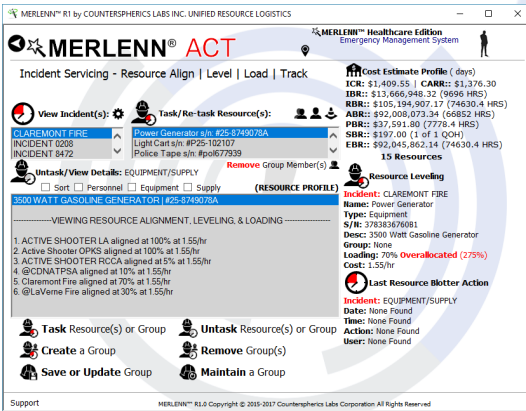 MERLENN™ R1 by COUNTERSPHERICS LABS INC. UNIFIED RESOURCE LOGISTICS
MERLENN® ACT
MERLENN™ Healthcare Edition
Emergency Management System
Incident Servicing - Resource Align | Level | Load | Track
View Incident(s):
Task/Re-task Resource(s):
CLAREMONT FIRE
INCIDENT 0208
INCIDENT 8472
Power Generator s/n: #25-8749078A
Light Cart s/n: #P25-102107
Police Tape s/n: #pol677939
Remove Group Member(s)
Untask/View Details: EQUIPMENT/SUPPLY
Sort Personnel Equipment Supply (RESOURCE PROFILE)
3500 WATT GASOLINE GENERATOR | #25-8749078A
---------------VIEWING RESOURCE ALIGNMENT, LEVELING, & LOADING ---------------
1. ACTIVE SHOOTER LA aligned at 100% at 1.55/hr
2. Active Shooter OPKS aligned at 100% at 1.55/hr
3. ACTIVE SHOOTER RCCA aligned at 5% at 1.55/hr
4. @CDNATPSA aligned at 10% at 1.55/hr
5. Claremont Fire aligned at 70% at 1.55/hr
6. @LaVerne Fire aligned at 30% at 1.55/hr
Task Resource(s) or Group
Untask Resource(s) or Group
Create a Group
Remove Group(s)
Save or Update Group
Maintain a Group
Cost Estimate Profile ( days)
ICR: $1,409.55 | CARR:: $1,376.30
IBR:: $13,666,948.32 (9696 HRS)
RBR:: $105,194,907.17 (74630.4 HRS)
ABR:: $92,008,073.34 (66852 HRS)
PBR:: $37,591.80 (7778.4 HRS)
SBR:: $197.00 (1 of 1 QOH)
EBR:: $92,045,862.14 (74630.4 HRS)
15 Resources
Resource Leveling
Incident: CLAREMONT FIRE
Name: Power Generator
Type: Equipment
S/N: 378383676081
Desc: 3500 Watt Gasoline Generator
Group: None
Loading: 70% Overallocated (275%)
Cost: 1.55/hr
Last Resource Blotter Action
Incident: EQUIPMENT/SUPPLY
Date: None Found
Time: None Found
Action: None Found
User: None Found
Support
MERLENN™ R1.0 Copyright © 2015-2017 Counterspherics Labs Corporation All Rights Reserved